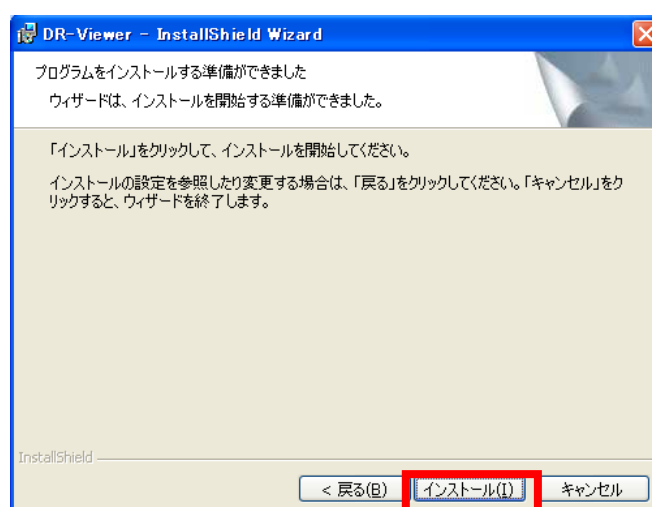 DR-Viewer - InstallShield Wizard
プログラムをインストールする準備ができました
ウィザードは、インストールを開始する準備ができました。
「インストール」をクリックして、インストールを開始してください。
インストールの設定を参照したり変更する場合は、「戻る」をクリックしてください。「キャンセル」をク
リックすると、ウィザードを終了します。
InstallShield
< 戻る(B) インストール(I) キャンセル